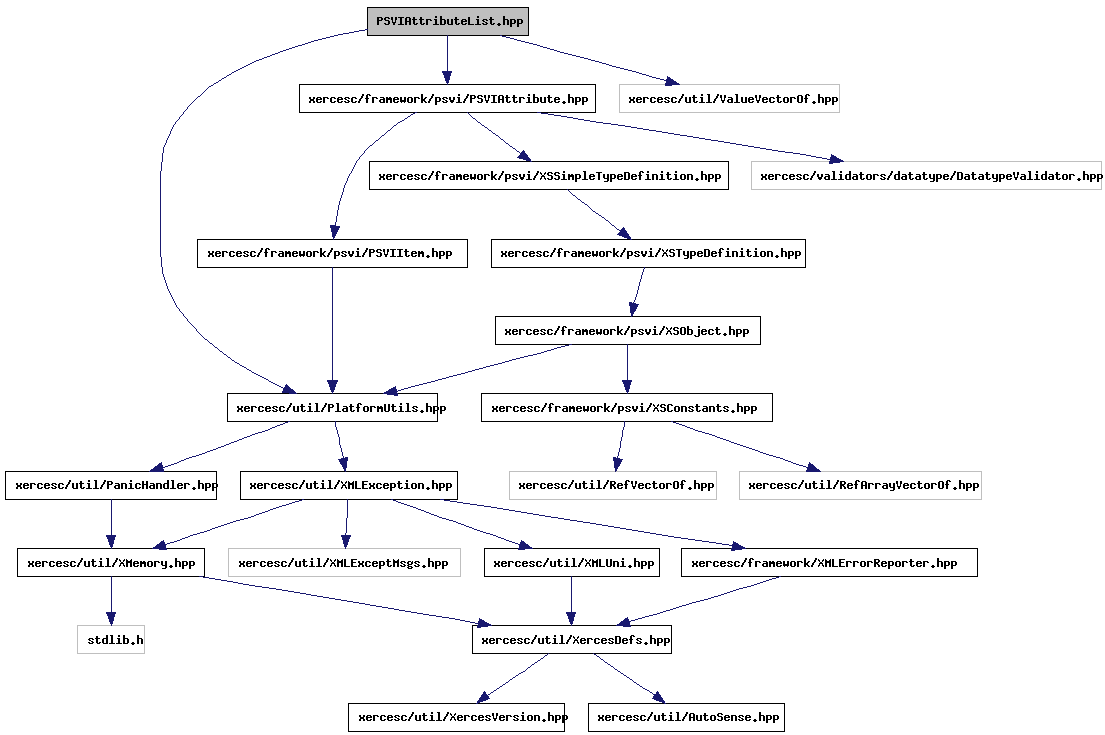 PSVIAttributeList.hpp
xercesc/framework/psvi/PSVIAttribute.hpp
xercesc/util/ValueVectorOf.hpp
xercesc/framework/psvi/XSSimpleTypeDefinition.hpp
xercesc/validators/datatype/DatatypeValidator.hpp
xercesc/framework/psvi/PSVIItem.hpp
xercesc/framework/psvi/XSTypeDefinition.hpp
xercesc/framework/psvi/XSObject.hpp
xercesc/util/PlatformUtils.hpp
xercesc/framework/psvi/XSConstants.hpp
xercesc/util/PanicHandler.hpp
xercesc/util/XMLException.hpp
xercesc/util/RefVectorOf.hpp
xercesc/util/RefArrayVectorOf.hpp
xercesc/util/XMemory.hpp
xercesc/util/XMLExceptMsgs.hpp
xercesc/util/XMLUni.hpp
xercesc/framework/XMLErrorReporter.hpp
stdlib.h
xercesc/util/XercesDefs.hpp
xercesc/util/XercesVersion.hpp
xercesc/util/AutoSense.hpp